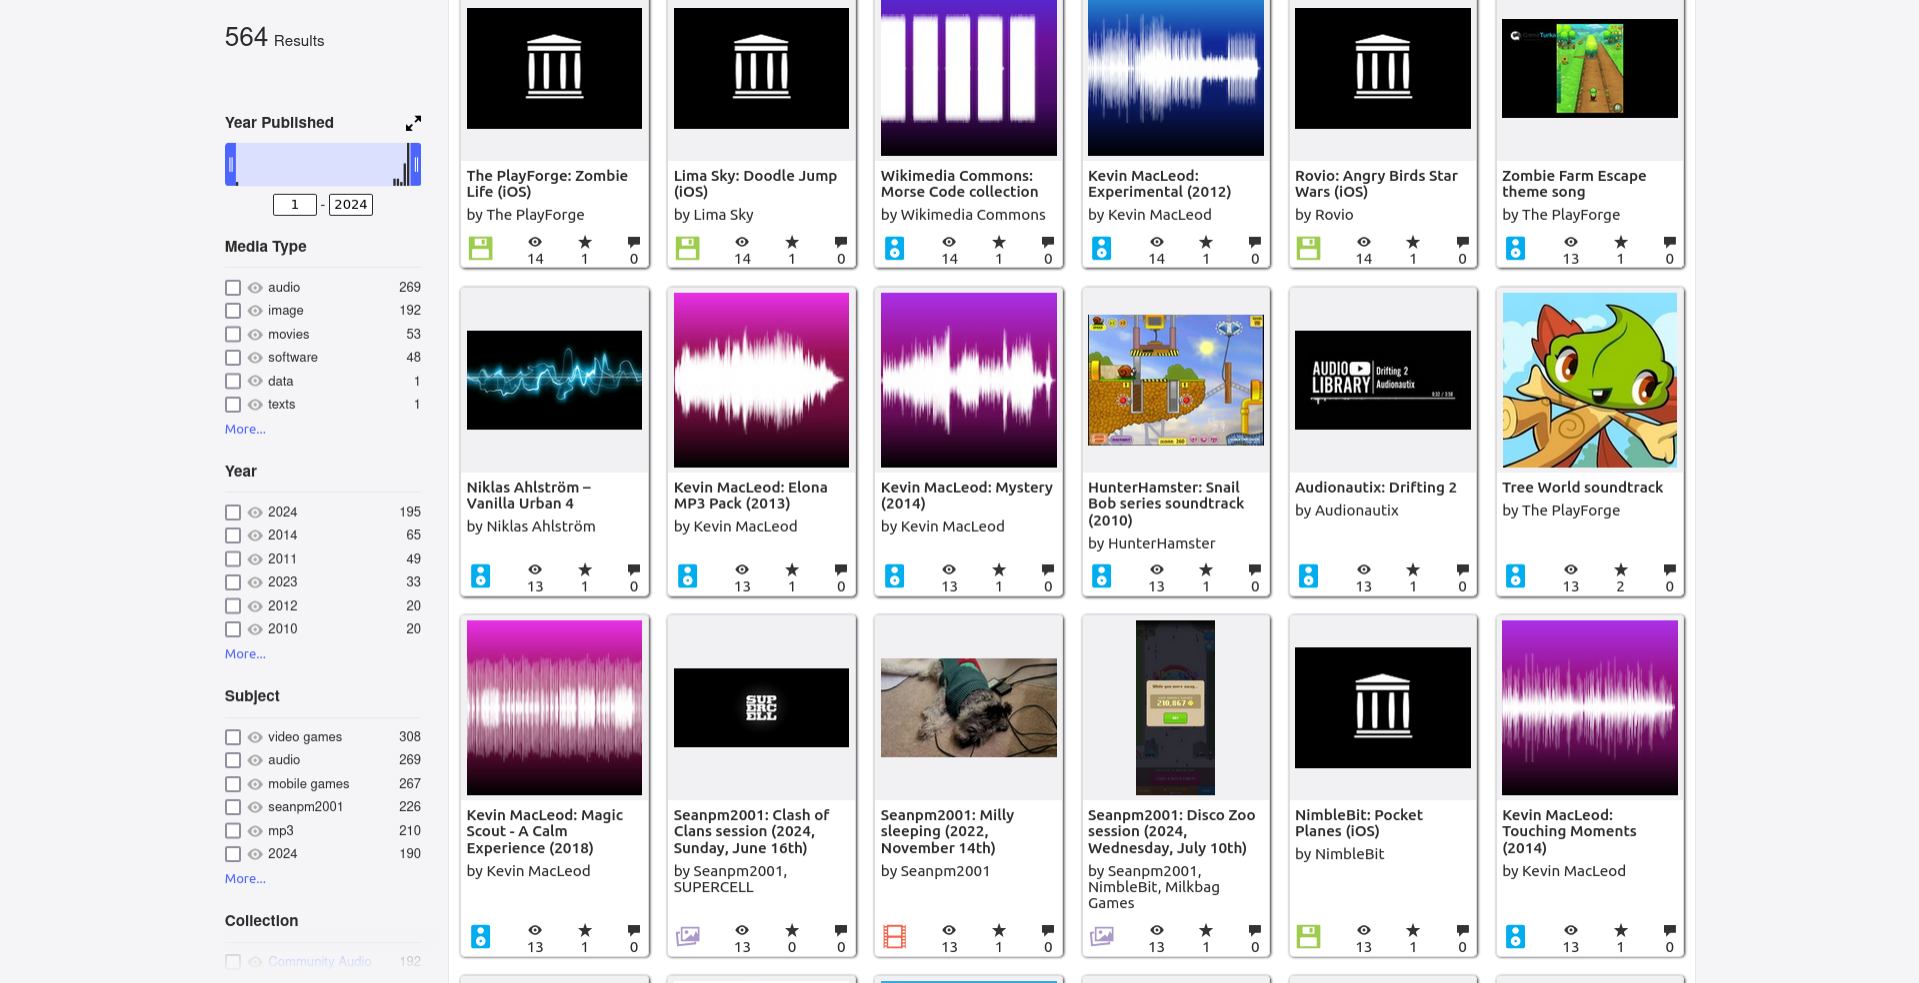 564 Results
Year Published
1 - 2024
Media Type
audio 269
image 192
movies 53
software 48
data 1
texts 1
More...
Year
2024 195
2014 65
2011 49
2023 33
2012 20
2010 20
More...
Subject
video games 308
audio 269
mobile games 267
seanpm2001 226
mp3 210
2024 190
More...
Collection
Community Audio 192
The PlayForge: Zombie
Life (iOS)
by The PlayForge
14 1 0
Lima Sky: Doodle Jump
(iOS)
by Lima Sky
14 1 0
Wikimedia Commons:
Morse Code collection
by Wikimedia Commons
14 1 0
Kevin MacLeod:
Experimental (2012)
by Kevin MacLeod
14 1 0
Rovio: Angry Birds Star
Wars (iOS)
by Rovio
14 1 0
Zombie Farm Escape
theme song
by The PlayForge
13 1 0
Niklas Ahlström –
Vanilla Urban 4
by Niklas Ahlström
13 1 0
Kevin MacLeod: Elona
MP3 Pack (2013)
by Kevin MacLeod
13 1 0
Kevin MacLeod: Mystery
(2014)
by Kevin MacLeod
13 1 0
HunterHamster: Snail
Bob series soundtrack
(2010)
by HunterHamster
13 1 0
AUDIO
LIBRARY
Drifting 2
Audionautix
Audionautix: Drifting 2
by Audionautix
13 1 0
Tree World soundtrack
by The PlayForge
13 2 0
Kevin MacLeod: Magic
Scout - A Calm
Experience (2018)
by Kevin MacLeod
13 1 0
SUP
ERC
ELL
Seanpm2001: Clash of
Clans session (2024,
Sunday, June 16th)
by Seanpm2001,
SUPERCELL
13 0 0
Seanpm2001: Milly
sleeping (2022,
November 14th)
by Seanpm2001
13 1 0
While you were away...
210,867
Seanpm2001: Disco Zoo
session (2024,
Wednesday, July 10th)
by Seanpm2001,
NimbleBit, Milkbag
Games
13 1 0
NimbleBit: Pocket
Planes (iOS)
by NimbleBit
13 1 0
Kevin MacLeod:
Touching Moments
(2014)
by Kevin MacLeod
13 1 0